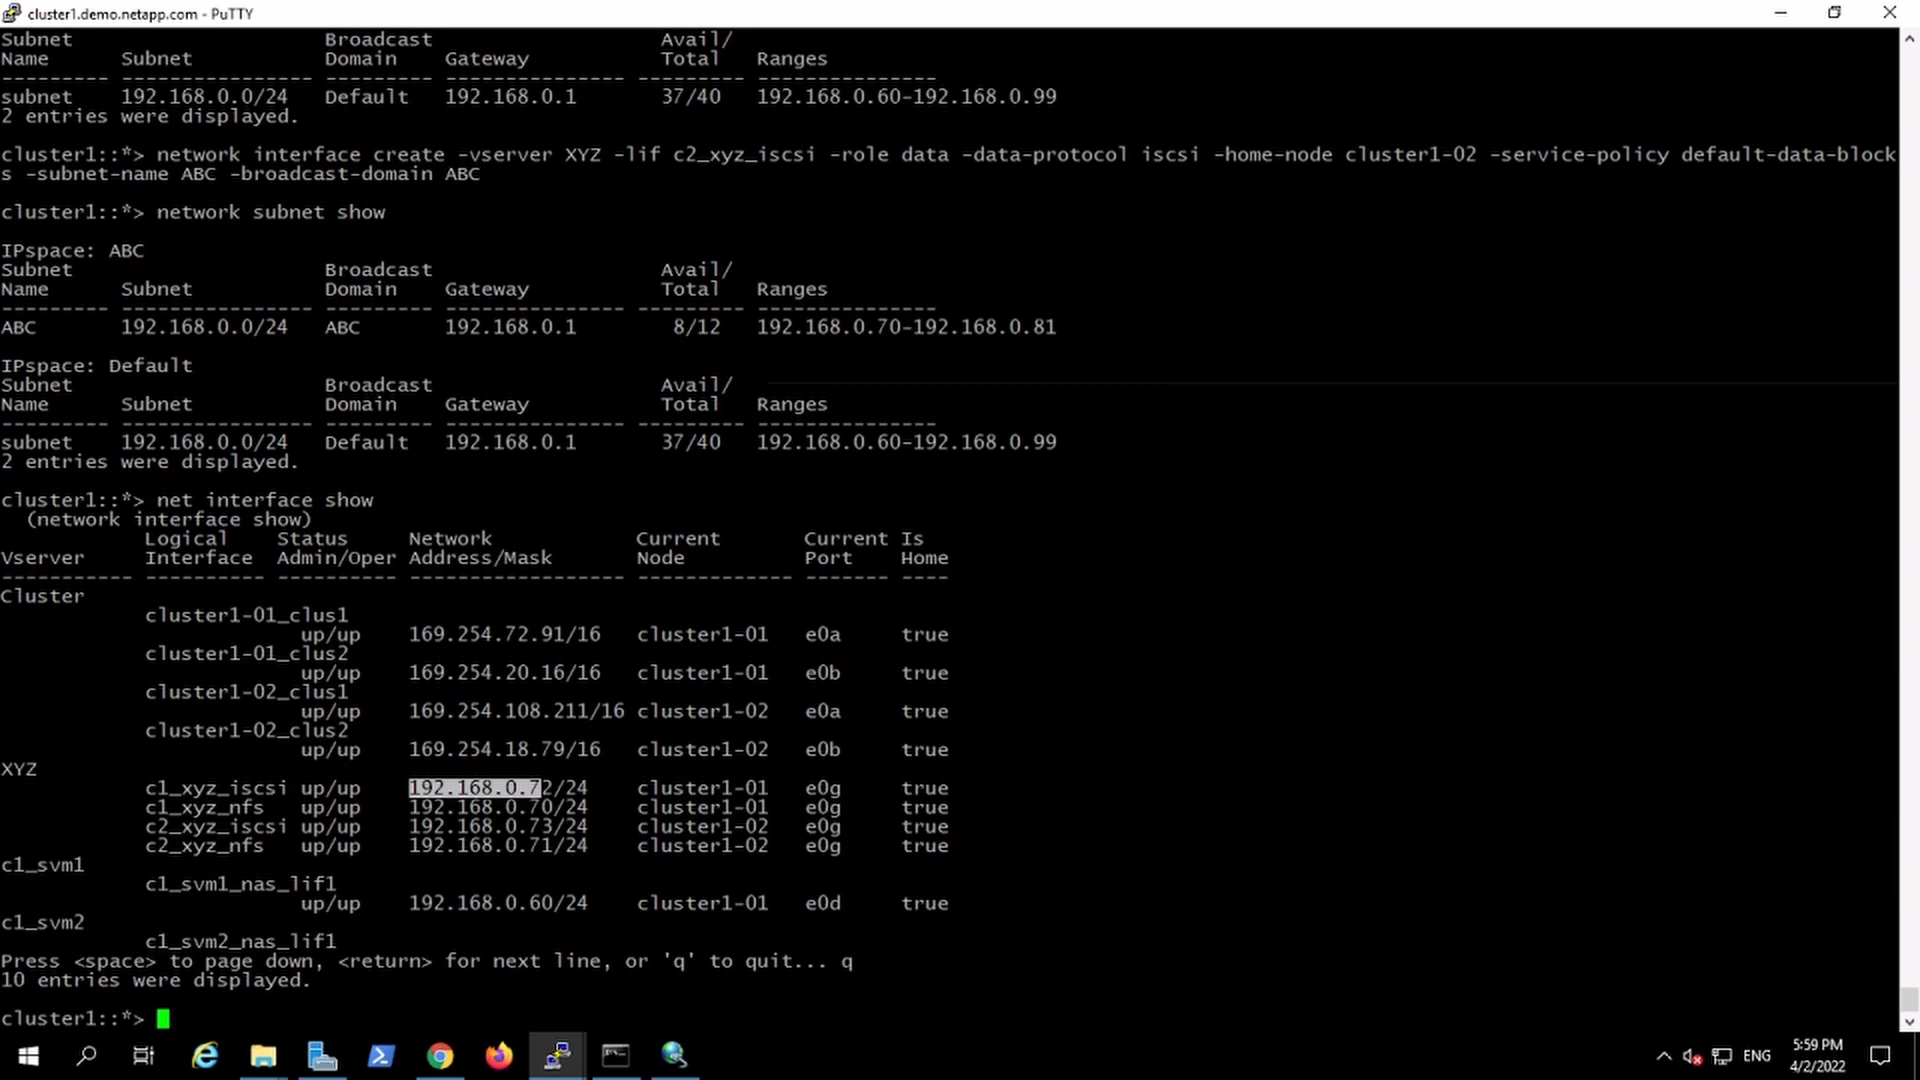 cluster1.demo.netapp.com - PuTTY
Subnet                     Broadcast                   Avail/
Name      Subnet           Domain    Gateway           Total    Ranges
--------- ---------------- --------- --------------- --------- ---------------
subnet    192.168.0.0/24   Default   192.168.0.1       37/40   192.168.0.60-192.168.0.99
2 entries were displayed.
cluster1::*> network interface create -vserver XYZ -lif c2_xyz_iscsi -role data -data-protocol iscsi -home-node cluster1-02 -service-policy default-data-block
s -subnet-name ABC -broadcast-domain ABC
cluster1::*> network subnet show
IPspace: ABC
Subnet                     Broadcast                   Avail/
Name      Subnet           Domain    Gateway           Total    Ranges
--------- ---------------- --------- --------------- --------- ---------------
ABC       192.168.0.0/24   ABC       192.168.0.1        8/12   192.168.0.70-192.168.0.81
IPspace: Default
Subnet                     Broadcast                   Avail/
Name      Subnet           Domain    Gateway           Total    Ranges
--------- ---------------- --------- --------------- --------- ---------------
subnet    192.168.0.0/24   Default   192.168.0.1       37/40   192.168.0.60-192.168.0.99
2 entries were displayed.
cluster1::*> net interface show
  (network interface show)
            Logical    Status     Network            Current       Current Is
Vserver     Interface  Admin/Oper Address/Mask       Node          Port    Home
----------- ---------- ---------- ------------------ ------------- ------- ----
Cluster
            cluster1-01_clus1
                         up/up    169.254.72.91/16   cluster1-01   e0a     true
            cluster1-01_clus2
                         up/up    169.254.20.16/16   cluster1-01   e0b     true
            cluster1-02_clus1
                         up/up    169.254.108.211/16 cluster1-02   e0a     true
            cluster1-02_clus2
                         up/up    169.254.18.79/16   cluster1-02   e0b     true
XYZ
            c1_xyz_iscsi up/up    192.168.0.72/24    cluster1-01   e0g     true
            c1_xyz_nfs   up/up    192.168.0.70/24    cluster1-01   e0g     true
            c2_xyz_iscsi up/up    192.168.0.73/24    cluster1-02   e0g     true
            c2_xyz_nfs   up/up    192.168.0.71/24    cluster1-02   e0g     true
c1_svm1
            c1_svm1_nas_lif1
                         up/up    192.168.0.60/24    cluster1-01   e0d     true
c1_svm2
            c1_svm2_nas_lif1
Press <space> to page down, <return> for next line, or 'q' to quit... q
10 entries were displayed.
cluster1::*>
ENG
5:59 PM
4/2/2022